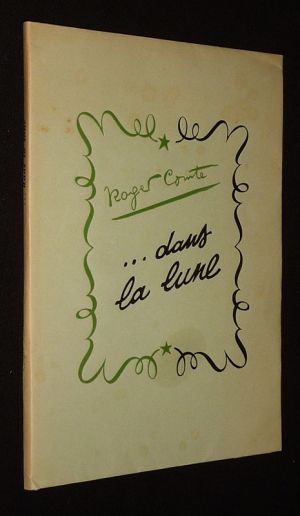 Roger Comte
... dans
la lune